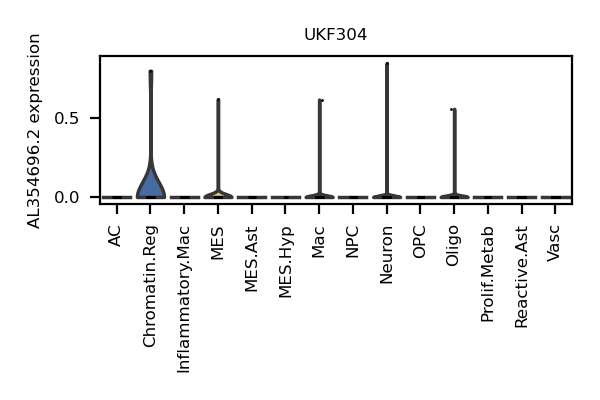 UKF304
AL354696.2 expression
0.5
0.0
AC
Chromatin.Reg
Inflammatory.Mac
MES
MES.Ast
MES.Hyp
Mac
NPC
Neuron
OPC
Oligo
Prolif.Metab
Reactive.Ast
Vasc